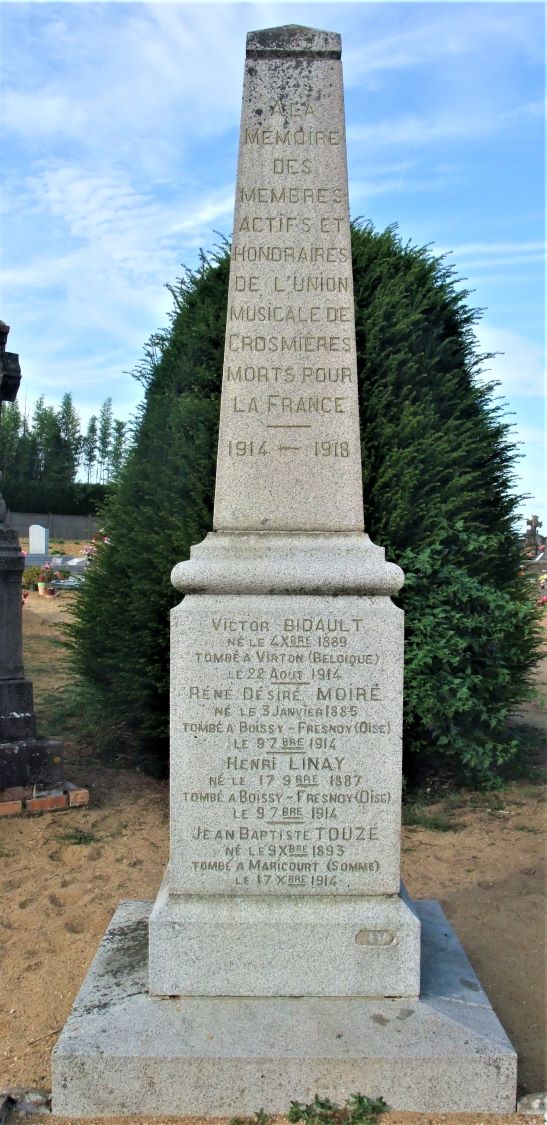 A LA
MEMOIRE
DES
MEMBRES
ACTIFS ET
HONORAIRES
DE L'UNION
MUSICALE DE
CROSMIÈRES
MORTS POUR
LA FRANCE
1914 — 1918
VICTOR BIDAULT
NÉ LE 4 XBRE 1889
TOMBÉ A VIRTON (BELGIQUE)
LE 22 AOUT 1914
RENÉ DÉSIRÉ MOIRÉ
NÉ LE 3 JANVIER 1885
TOMBÉ A BOISSY-FRESNOY (OISE)
LE 9 7BRE 1914
HENRI LINAY
NÉ LE 17 9BRE 1887
TOMBÉ A BOISSY-FRESNOY (OISE)
LE 9 7BRE 1914
JEAN BAPTISTE TOUZÉ
NÉ LE 9 XBRE 1893
TOMBÉ A MARICOURT (SOMME)
LE 17 XBRE 1914